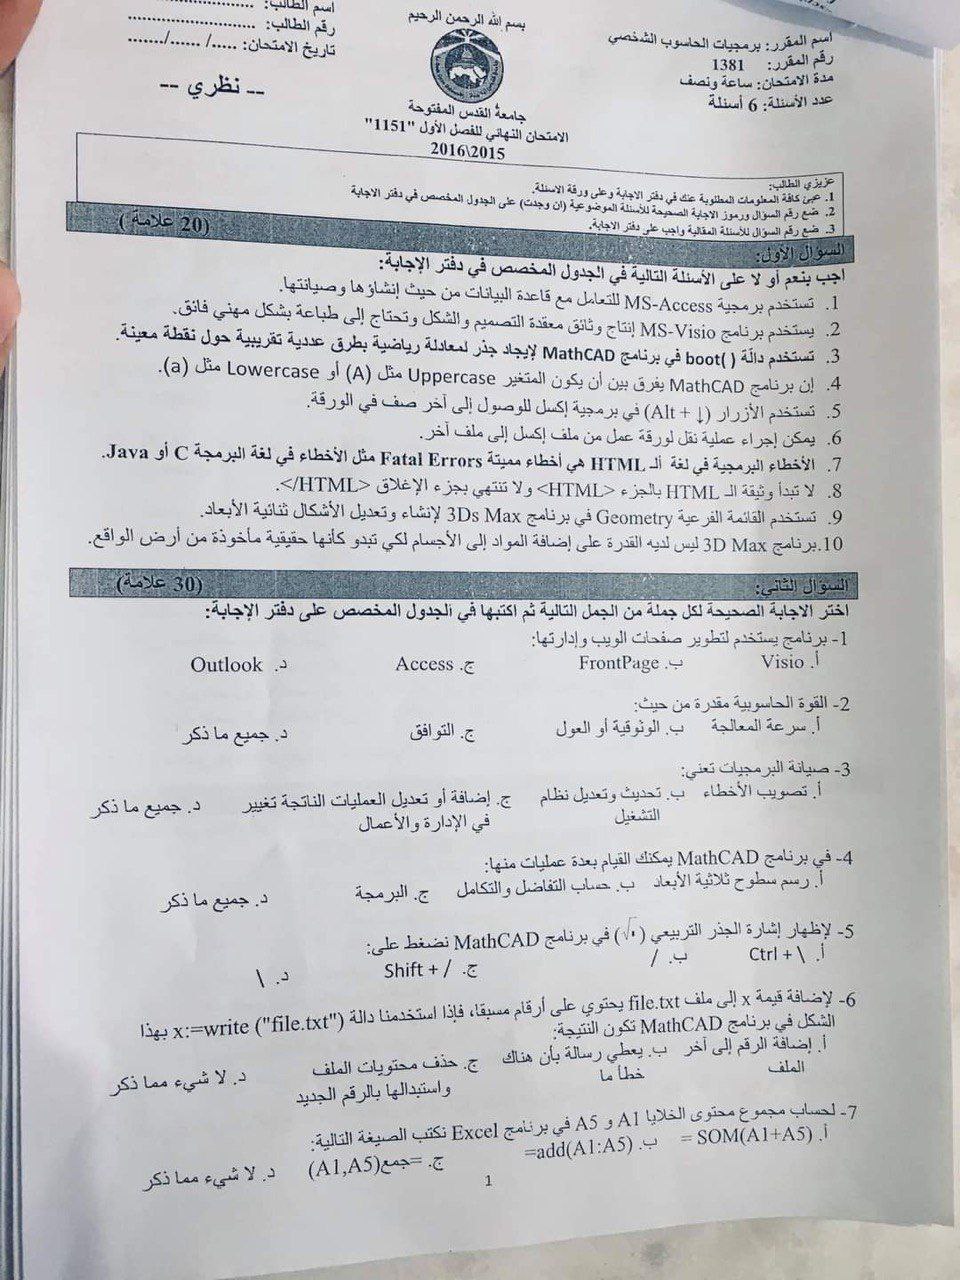 بسم الله الرحمن الرحيم
اسم المقرر: برمجيات الحاسوب الشخصي
رقم المقرر: 1381
مدة الامتحان: ساعة ونصف
عدد الأسئلة: 6 أسئلة
جامعة القدس المفتوحة
الامتحان النهائي للفصل الأول "1151"
2016\2015
اسم الطالب:
رقم الطالب: ......................
تاريخ الامتحان: ...../ ....../.......
-- نظري --
عزيزي الطالب:
1. عبئ كافة المعلومات المطلوبة عنك في دفتر الاجابة وعلى ورقة الاسئلة.
2. ضع رقم السؤال ورموز الاجابة الصحيحة للأسئلة الموضوعية (ان وجدت) على الجدول المخصص في دفتر الاجابة
3. ضع رقم السؤال للأسئلة المقالية واجب على دفتر الاجابة.
السؤال الأول: (20 علامة )
اجب بنعم أو لا على الأسئلة التالية في الجدول المخصص في دفتر الإجابة:
1. تستخدم برمجية MS-Access للتعامل مع قاعدة البيانات من حيث إنشاؤها وصيانتها.
2. يستخدم برنامج MS-Visio إنتاج وثائق معقدة التصميم والشكل وتحتاج إلى طباعة بشكل مهني فائق.
3. تستخدم دالّة boot( ) في برنامج MathCAD لإيجاد جذر لمعادلة رياضية بطرق عددية تقريبية حول نقطة معينة.
4. إن برنامج MathCAD يفرق بين أن يكون المتغير Uppercase مثل (A) أو Lowercase مثل (a).
5. تستخدم الأزرار (Alt + ↓) في برمجية إكسل للوصول إلى آخر صف في الورقة.
6. يمكن إجراء عملية نقل لورقة عمل من ملف إكسل إلى ملف آخر.
7. الأخطاء البرمجية في لغة ألـ HTML هي أخطاء مميتة Fatal Errors مثل الأخطاء في لغة البرمجة C أو Java.
8. لا تبدأ وثيقة الـ HTML بالجزء <HTML> ولا تنتهي بجزء الإغلاق </HTML>.
9. تستخدم القائمة الفرعية Geometry في برنامج 3Ds Max لإنشاء وتعديل الأشكال ثنائية الأبعاد.
10.برنامج 3D Max ليس لديه القدرة على إضافة المواد إلى الأجسام لكي تبدو كأنها حقيقية مأخوذة من أرض الواقع.
السؤال الثاني: (30 علامة)
اختر الاجابة الصحيحة لكل جملة من الجمل التالية ثم اكتبها في الجدول المخصص على دفتر الإجابة:
1- برنامج يستخدم لتطوير صفحات الويب وإدارتها:
أ. Visio ب. FrontPage ج. Access د. Outlook
2- القوة الحاسوبية مقدرة من حيث:
أ. سرعة المعالجة ب. الوثوقية أو العول ج. التوافق د. جميع ما ذكر
3- صيانة البرمجيات تعني:
أ. تصويب الأخطاء ب. تحديث وتعديل نظام ج. إضافة أو تعديل العمليات الناتجة تغيير د. جميع ما ذكر
التشغيل في الإدارة والأعمال
4- في برنامج MathCAD يمكنك القيام بعدة عمليات منها:
أ. رسم سطوح ثلاثية الأبعاد ب. حساب التفاضل والتكامل ج. البرمجة د. جميع ما ذكر
5- لإظهار إشارة الجذر التربيعي (√) في برنامج MathCAD نضغط على:
أ. Ctrl + \ ب. / ج. Shift + / د. \
6- لإضافة قيمة x إلى ملف file.txt يحتوي على أرقام مسبقا، فإذا استخدمنا دالة x:=write ("file.txt") بهذا
الشكل في برنامج MathCAD تكون النتيجة:
أ. إضافة الرقم إلى آخر ب. يعطي رسالة بأن هناك ج. حذف محتويات الملف د. لا شيء مما ذكر
الملف خطأ ما واستبدالها بالرقم الجديد
7- لحساب مجموع محتوى الخلايا A1 و A5 في برنامج Excel نكتب الصيغة التالية:
أ. = SOM(A1+A5) ب. =add(A1:A5) ج. =جمع(A1,A5) د. لا شيء مما ذكر
1